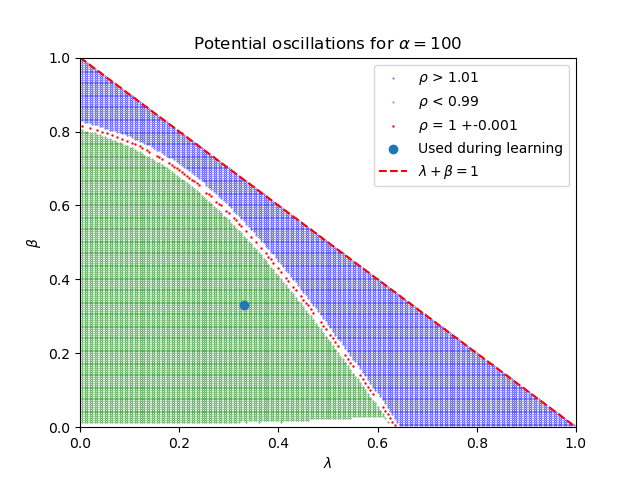 Potential oscillations for α = 100
ρ > 1.01
ρ < 0.99
ρ = 1 +-0.001
Used during learning
λ + β = 1
1.0
0.8
0.6
0.4
0.2
0.0
β
0.0 0.2 0.4 0.6 0.8 1.0
λ